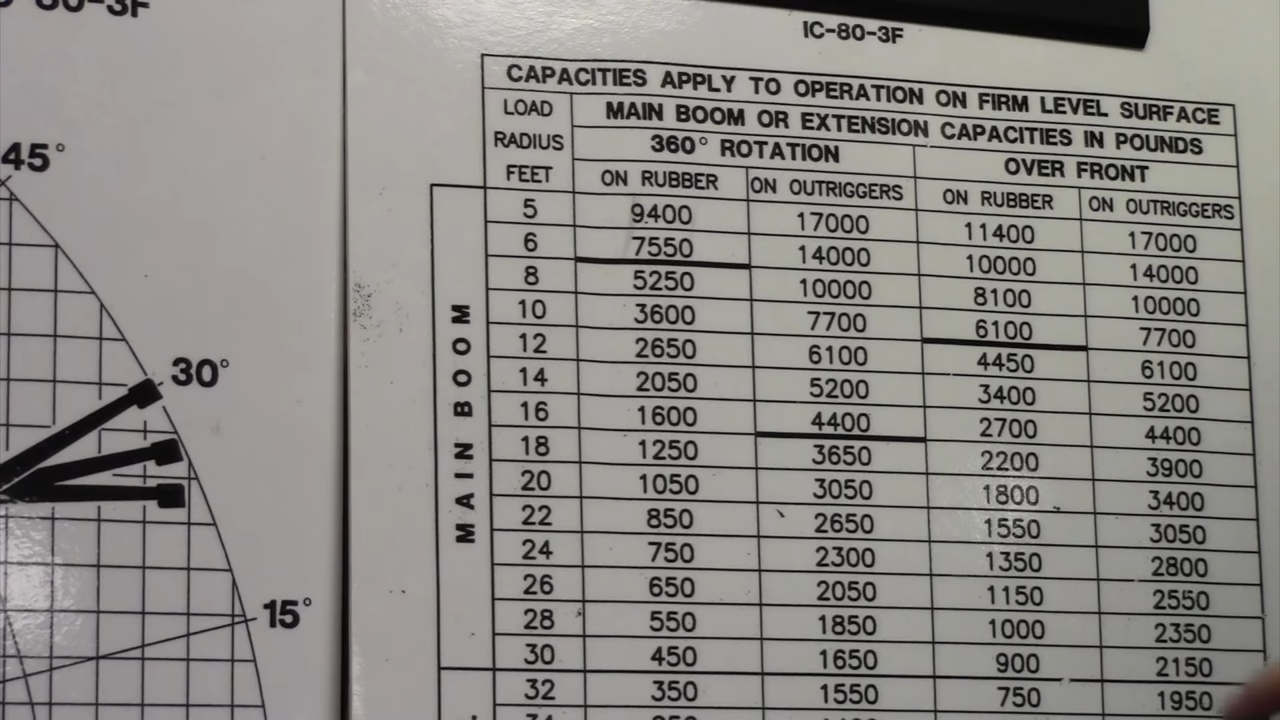 80-3F
45°
30°
15°
IC-80-3F
CAPACITIES APPLY TO OPERATION ON FIRM LEVEL SURFACE
LOAD RADIUS FEET
MAIN BOOM OR EXTENSION CAPACITIES IN POUNDS
360° ROTATION OVER FRONT
ON RUBBER ON OUTRIGGERS ON RUBBER ON OUTRIGGERS
MAIN BOOM
5 9400 17000 11400 17000
6 7550 14000 10000 14000
8 5250 10000 8100 10000
10 3600 7700 6100 7700
12 2650 6100 4450 6100
14 2050 5200 3400 5200
16 1600 4400 2700 4400
18 1250 3650 2200 3900
20 1050 3050 1800 3400
22 850 2650 1550 3050
24 750 2300 1350 2800
26 650 2050 1150 2550
28 550 1850 1000 2350
30 450 1650 900 2150
32 350 1550 750 1950